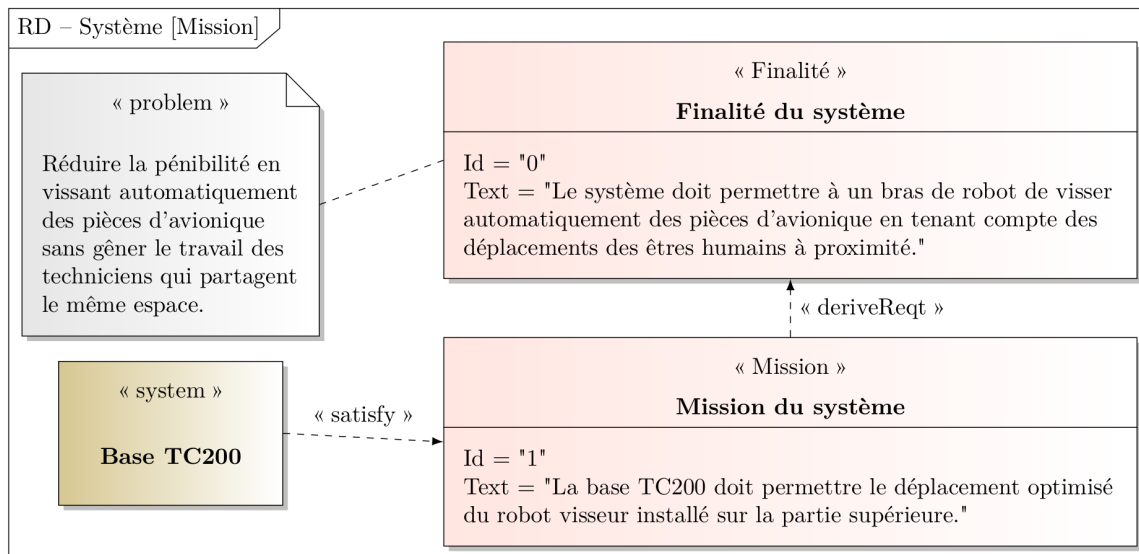 RD – Système [Mission]
« problem »
Réduire la pénibilité en
vissant automatiquement
des pièces d'avionique
sans gêner le travail des
techniciens qui partagent
le même espace.
« Finalité »
Finalité du système
Id = "0"
Text = "Le système doit permettre à un bras de robot de visser
automatiquement des pièces d'avionique en tenant compte des
déplacements des êtres humains à proximité."
« deriveReqt »
« system »
Base TC200
« satisfy »
« Mission »
Mission du système
Id = "1"
Text = "La base TC200 doit permettre le déplacement optimisé
du robot visseur installé sur la partie supérieure."